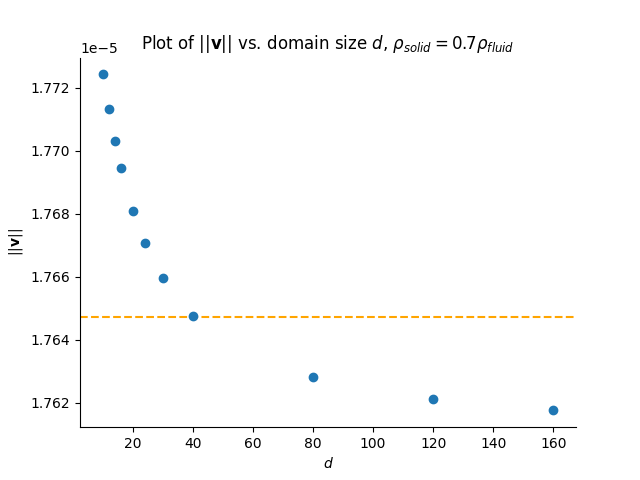 Plot of ||v|| vs. domain size d, ρsolid = 0.7ρfluid
1e−5
1.772
1.770
1.768
1.766
1.764
1.762
||v||
20 40 60 80 100 120 140 160
d